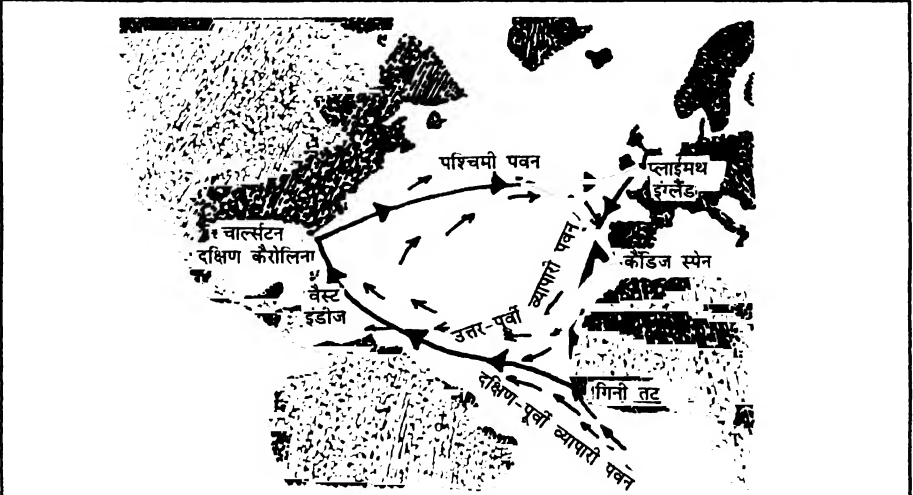 पश्चिमी पवन
प्लाईमथ
इंग्लैंड
चार्ल्सटन
दक्षिण कैरोलिना
कैडिज स्पेन
वैस्ट
इंडीज
उत्तर-पूर्वी व्यापारी पवन
गिनी तट
दक्षिण-पूर्वी व्यापारी पवन